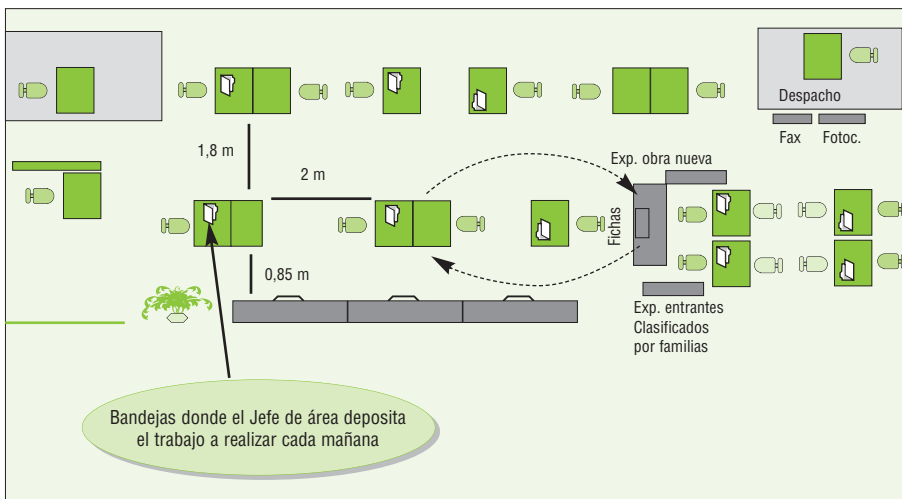 Despacho
Fax
Fotoc.
1,8 m
2 m
Exp. obra nueva
Fichas
0,85 m
Exp. entrantes
Clasificados
por familias
Bandejas donde el Jefe de área deposita
el trabajo a realizar cada mañana